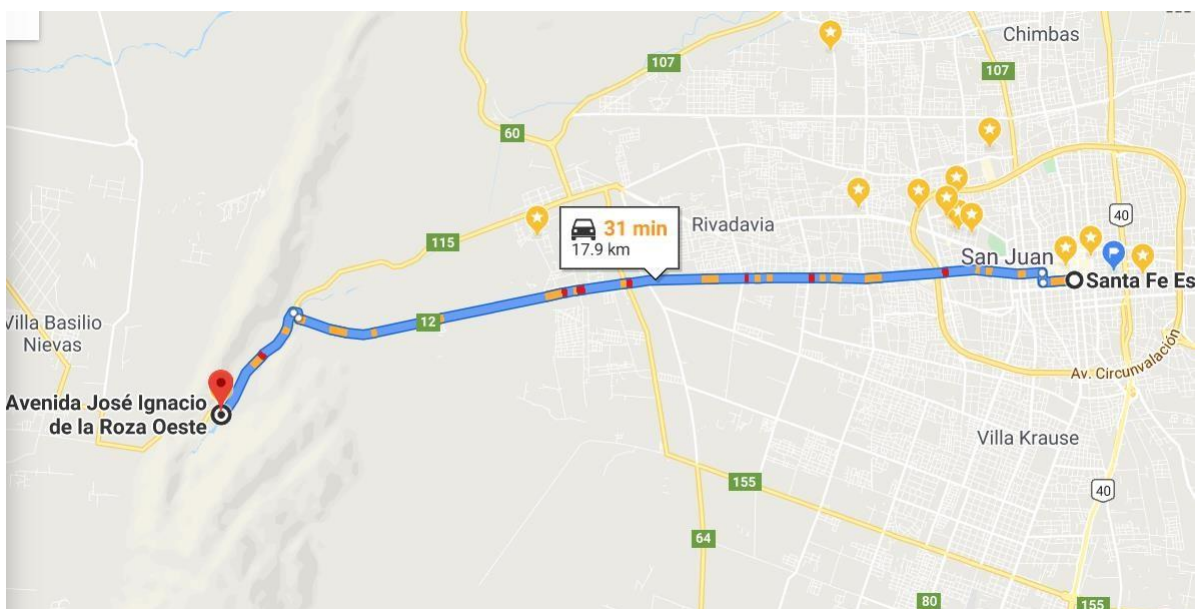 Chimbas
107
107
60
40
31 min
17.9 km
Rivadavia
115
San Juan
Santa Fe Es
12
Villa Basilio
Nievas
Av. Circunvalación
Avenida José Ignacio
de la Roza Oeste
Villa Krause
155
40
64
80
155